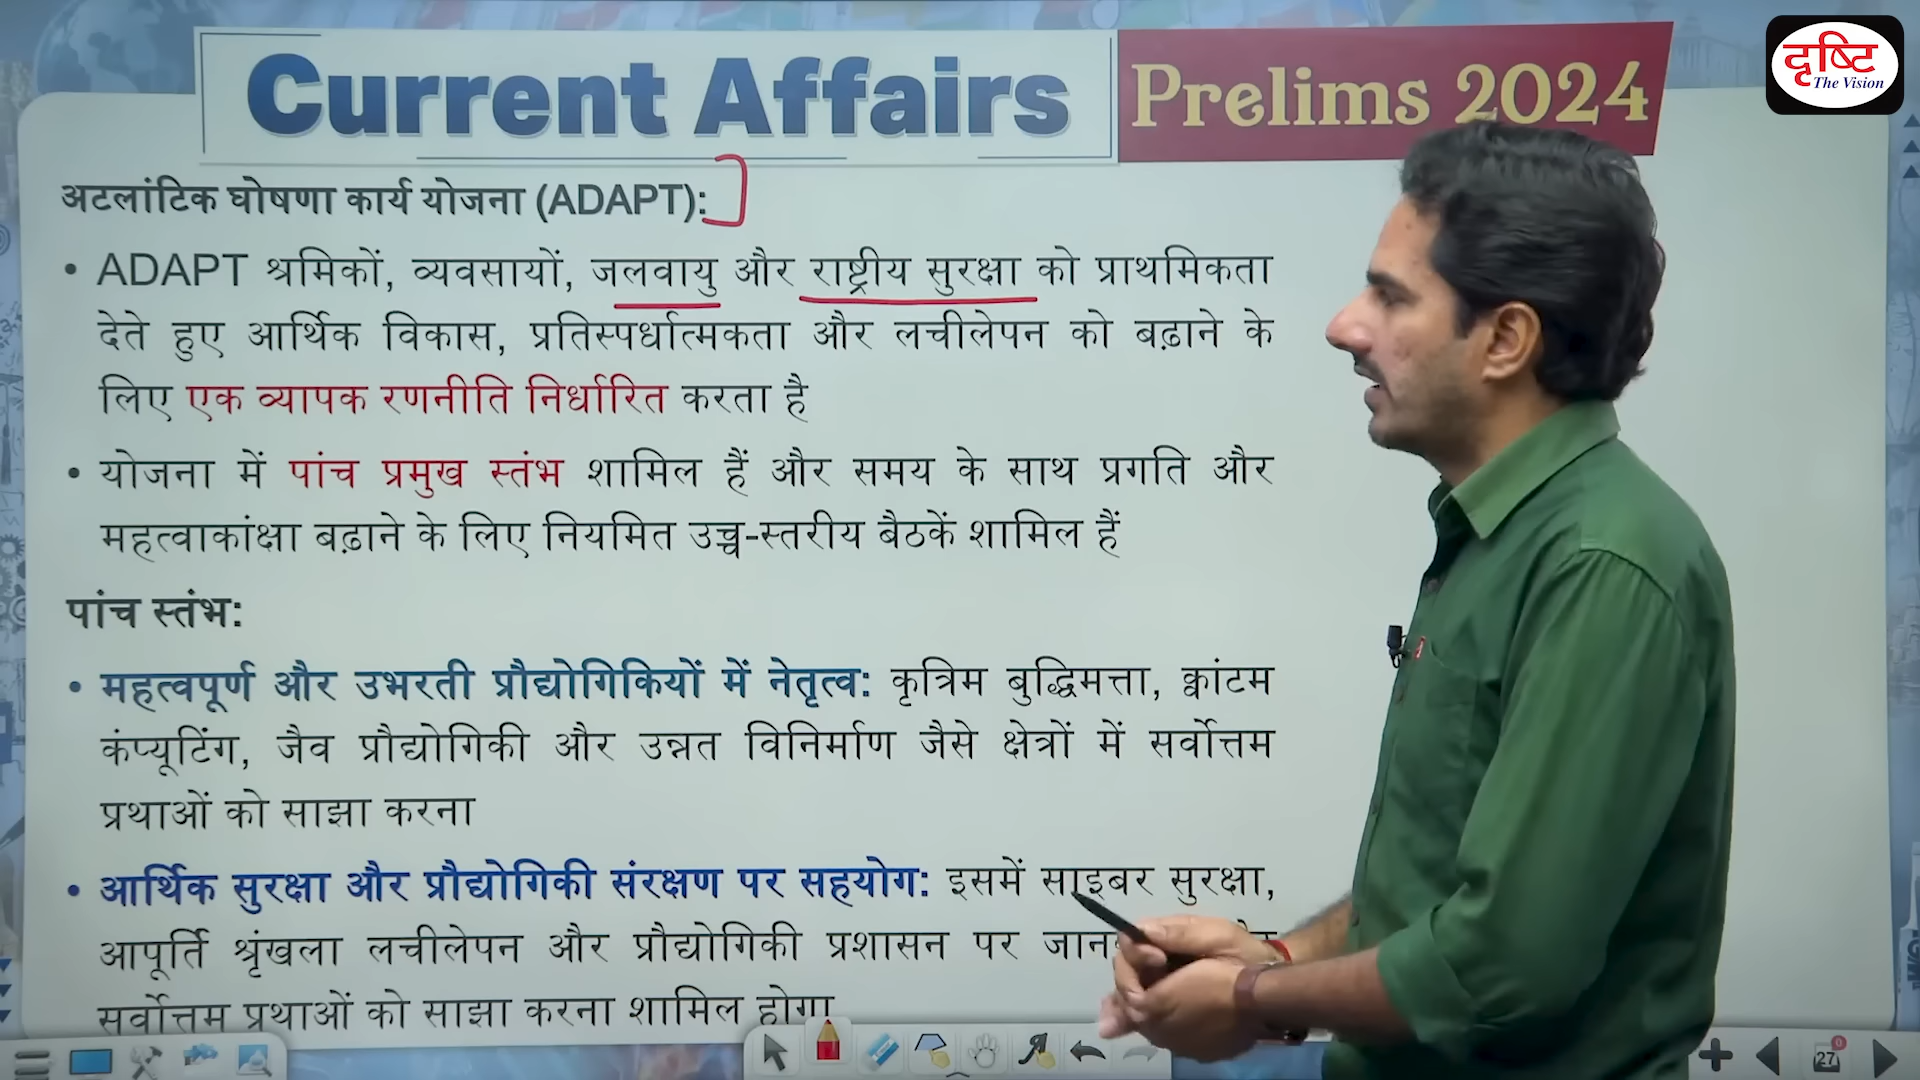 Current Affairs Prelims 2024
दृष्टि
The Vision
अटलांटिक घोषणा कार्य योजना (ADAPT):
• ADAPT श्रमिकों, व्यवसायों, जलवायु और राष्ट्रीय सुरक्षा को प्राथमिकता
देते हुए आर्थिक विकास, प्रतिस्पर्धात्मकता और लचीलेपन को बढ़ाने के
लिए एक व्यापक रणनीति निर्धारित करता है
• योजना में पांच प्रमुख स्तंभ शामिल हैं और समय के साथ प्रगति और
महत्वाकांक्षा बढ़ाने के लिए नियमित उच्च-स्तरीय बैठकें शामिल हैं
पांच स्तंभ:
• महत्वपूर्ण और उभरती प्रौद्योगिकियों में नेतृत्व: कृत्रिम बुद्धिमत्ता, क्वांटम
कंप्यूटिंग, जैव प्रौद्योगिकी और उन्नत विनिर्माण जैसे क्षेत्रों में सर्वोत्तम
प्रथाओं को साझा करना
• आर्थिक सुरक्षा और प्रौद्योगिकी संरक्षण पर सहयोग: इसमें साइबर सुरक्षा,
आपूर्ति श्रृंखला लचीलेपन और प्रौद्योगिकी प्रशासन पर
सर्वोत्तम प्रथाओं को साझा करना शामिल होगा
27